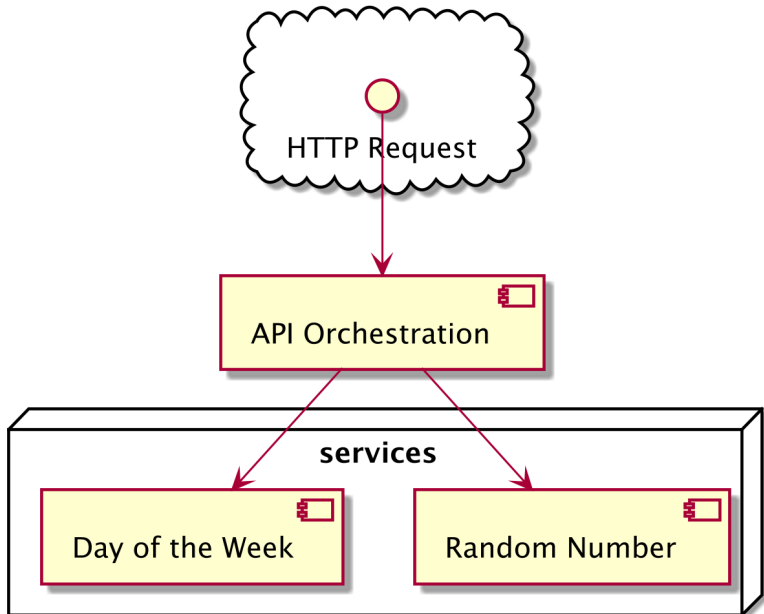 HTTP Request
API Orchestration
services
Day of the Week
Random Number